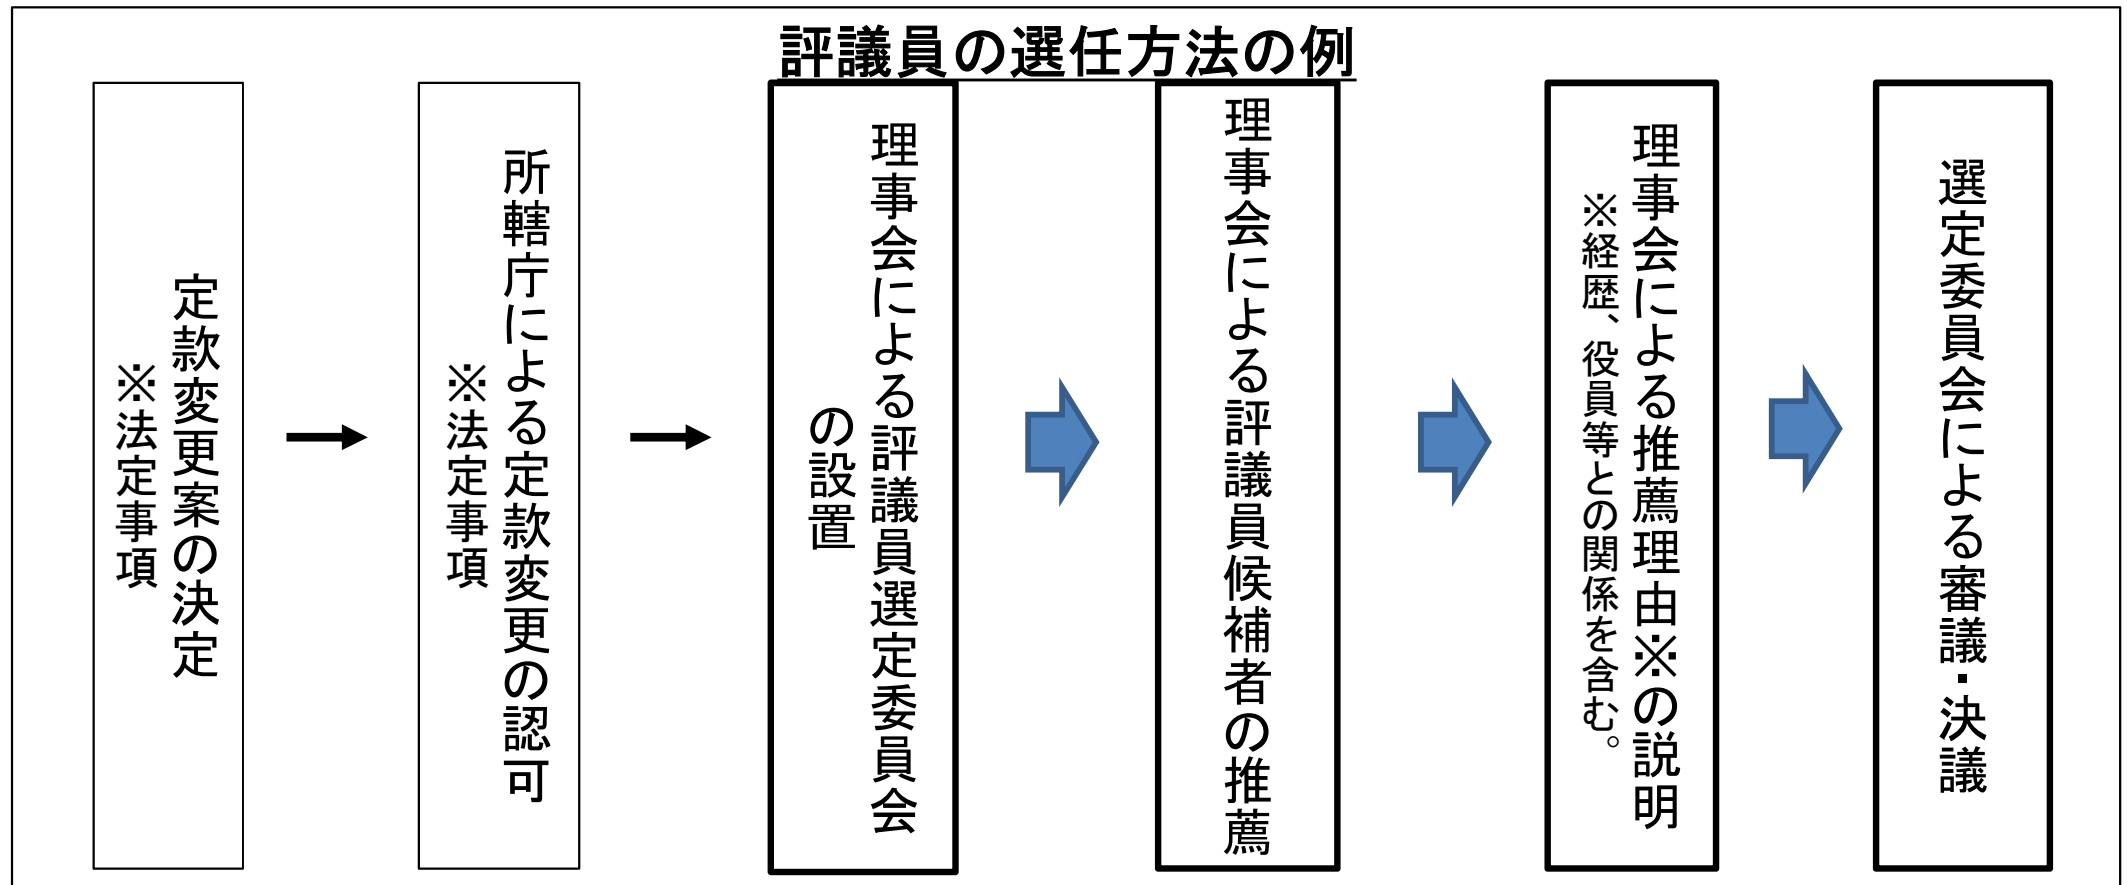 評議員の選任方法の例
定款変更案の決定
※法定事項
所轄庁による定款変更の認可
※法定事項
理事会による評議員選定委員会
の設置
理事会による評議員候補者の推薦
理事会による推薦理由※の説明
※経歴、役員等との関係を含む。
選定委員会による審議・決議